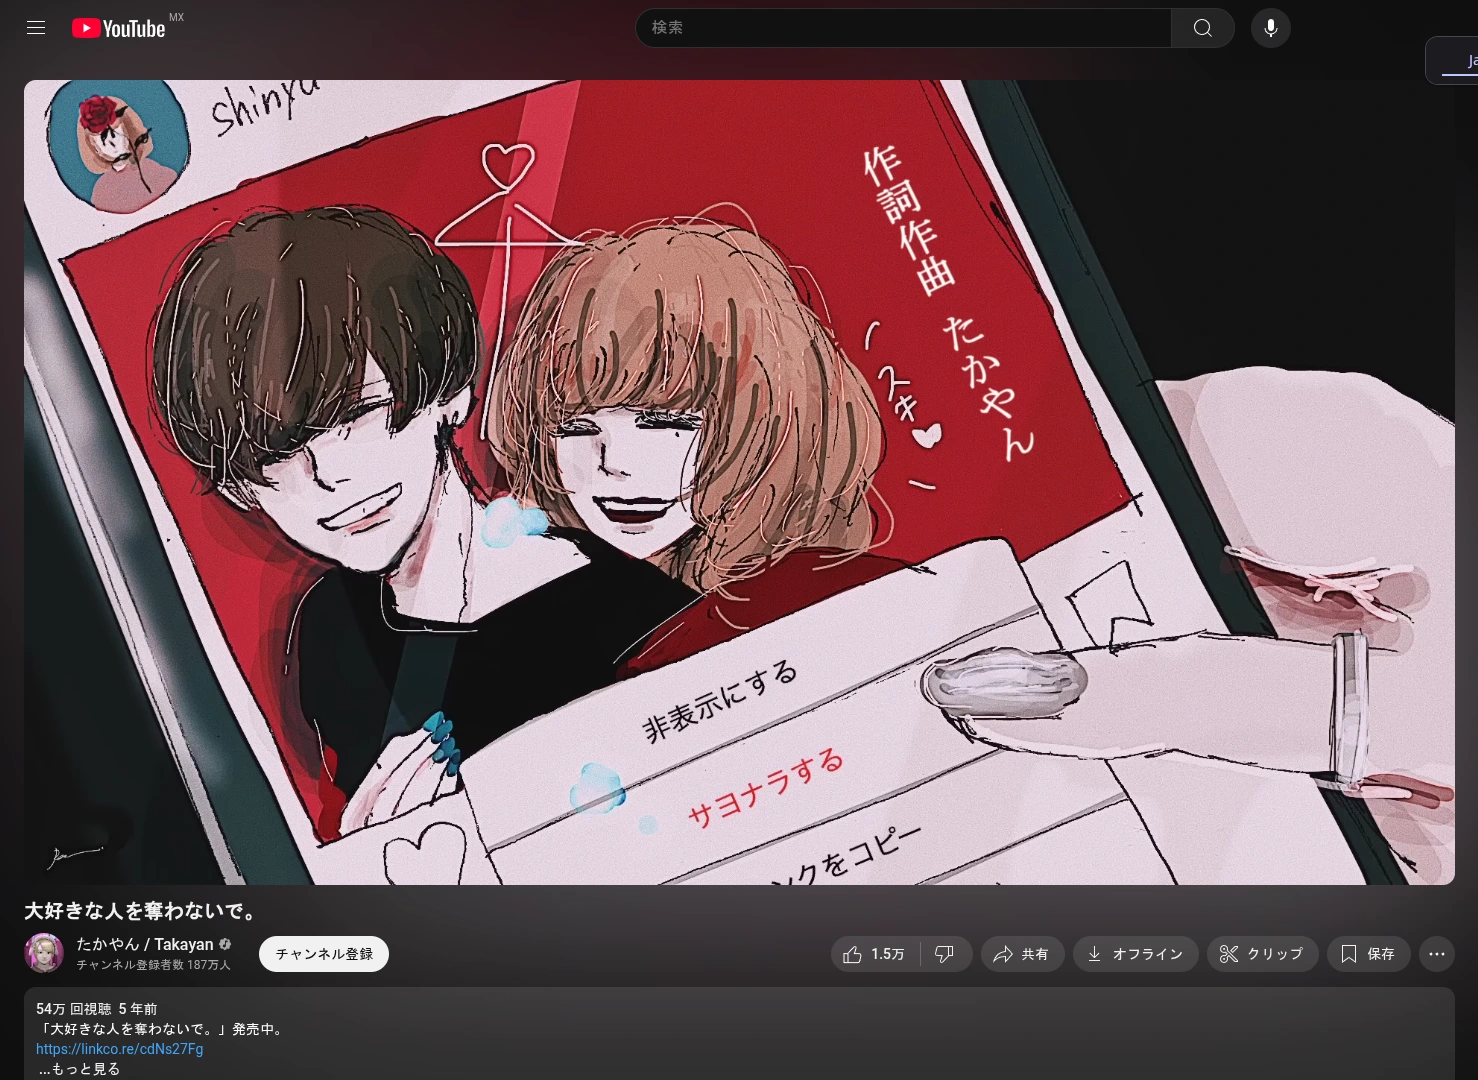 YouTube MX
検索
Ja
shinya
作詞作曲 たかやん
スキ
非表示にする
サヨナラする
ンクをコピー
大好きな人を奪わないで。
たかやん / Takayan
チャンネル登録者数 187万人
チャンネル登録
1.5万
共有
オフライン
クリップ
保存
54万 回視聴 5 年前
「大好きな人を奪わないで。」発売中。
https://linkco.re/cdNs27Fg
...もっと見る